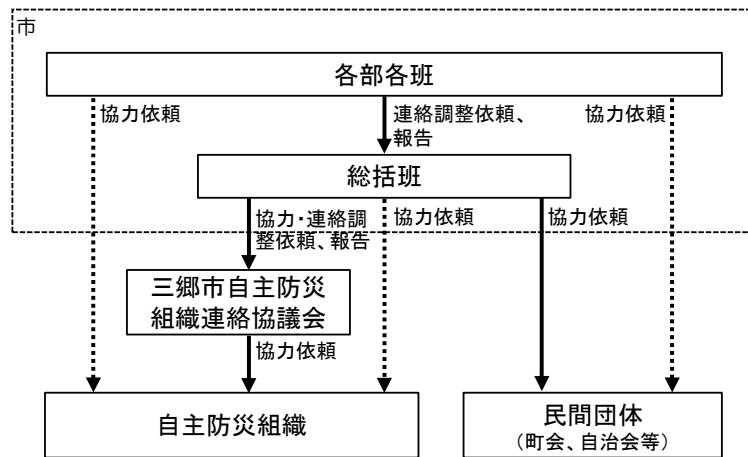 市
各部各班
協力依頼
連絡調整依頼、
報告
協力依頼
総括班
協力・連絡調
整依頼、報告
協力依頼
協力依頼
三郷市自主防災
組織連絡協議会
協力依頼
自主防災組織
民間団体
（町会、自治会等）